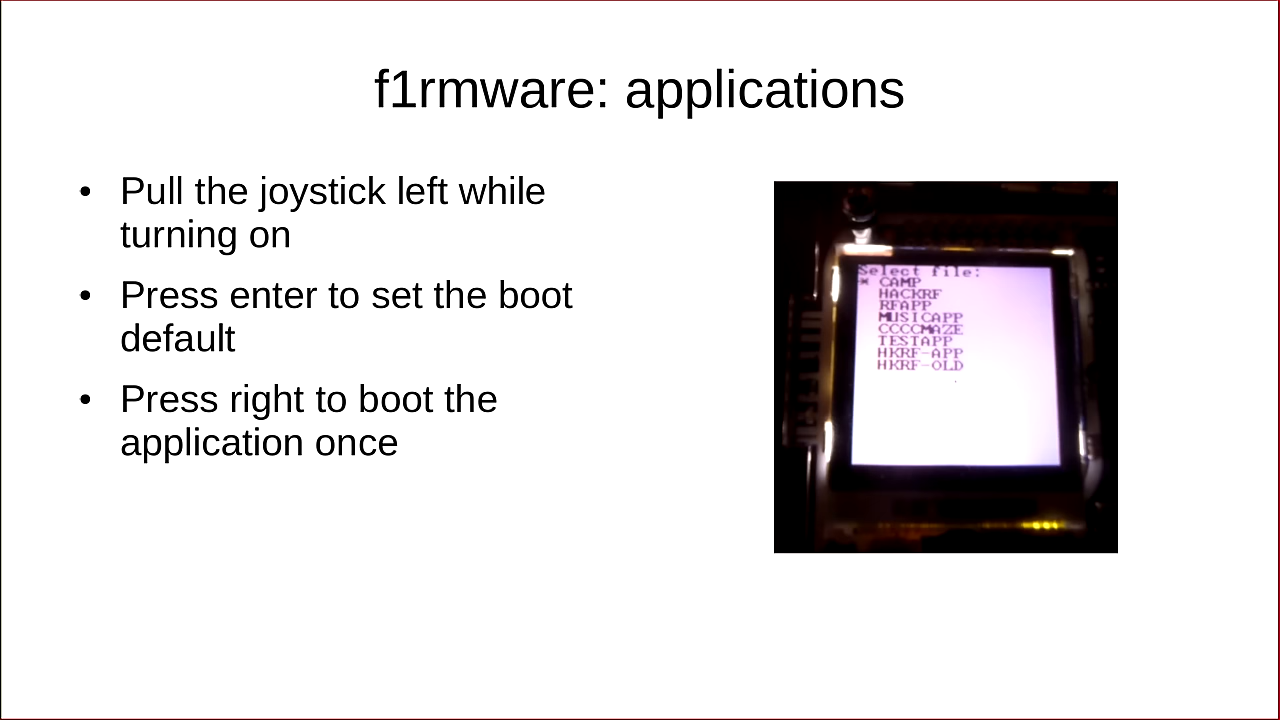 f1rmware: applications
• Pull the joystick left while
turning on
• Press enter to set the boot
default
• Press right to boot the
application once
Select file:
* CAMP
HACKRF
RFAPP
MUSICAPP
CCCCMAZE
TESTAPP
HKRF-APP
HKRF-OLD